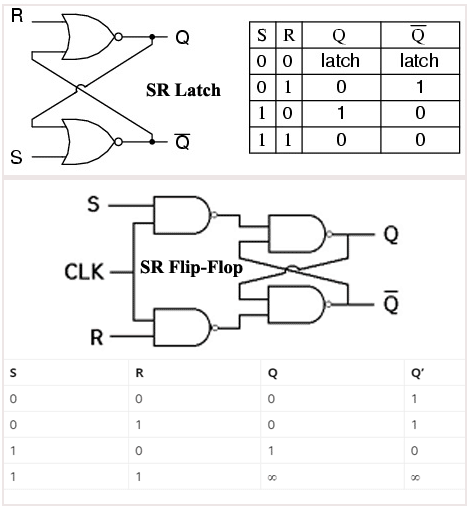 R
Q
SR Latch
Q̅
S
S R Q Q̅
0 0 latch latch
0 1 0 1
1 0 1 0
1 1 0 0
S
Q
CLK
SR Flip-Flop
Q̅
R
S R Q Q’
0 0 0 1
0 1 0 1
1 0 1 0
1 1 ∞ ∞